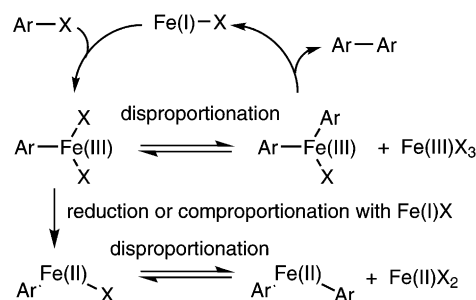 Ar—X Fe(I)—X Ar—Ar
X disproportionation Ar
Ar—Fe(III) Ar—Fe(III) + Fe(III)X₃
X X
reduction or comproportionation with Fe(I)X
disproportionation
Ar Fe(II) X Fe(II) Ar Ar + Fe(II)X₂